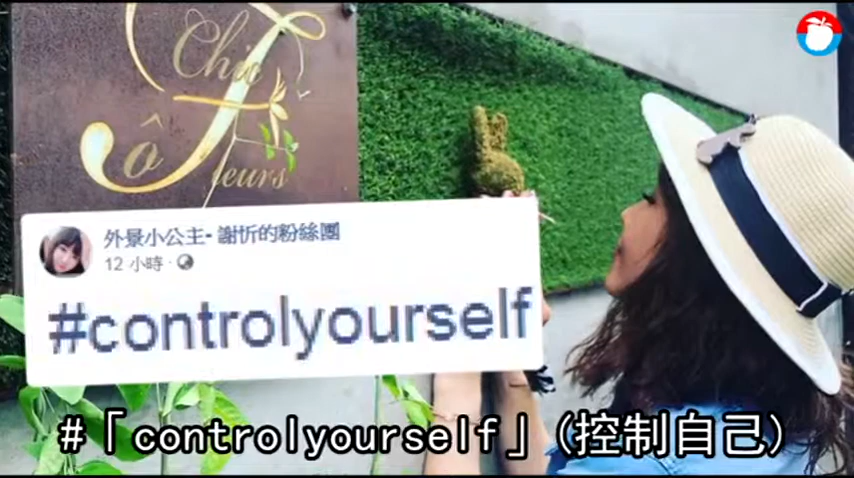 Chic
Ô
Fleurs
外景小公主- 謝忻的粉絲團
12 小時 ·
#controlyourself
#「controlyourself」(控制自己)